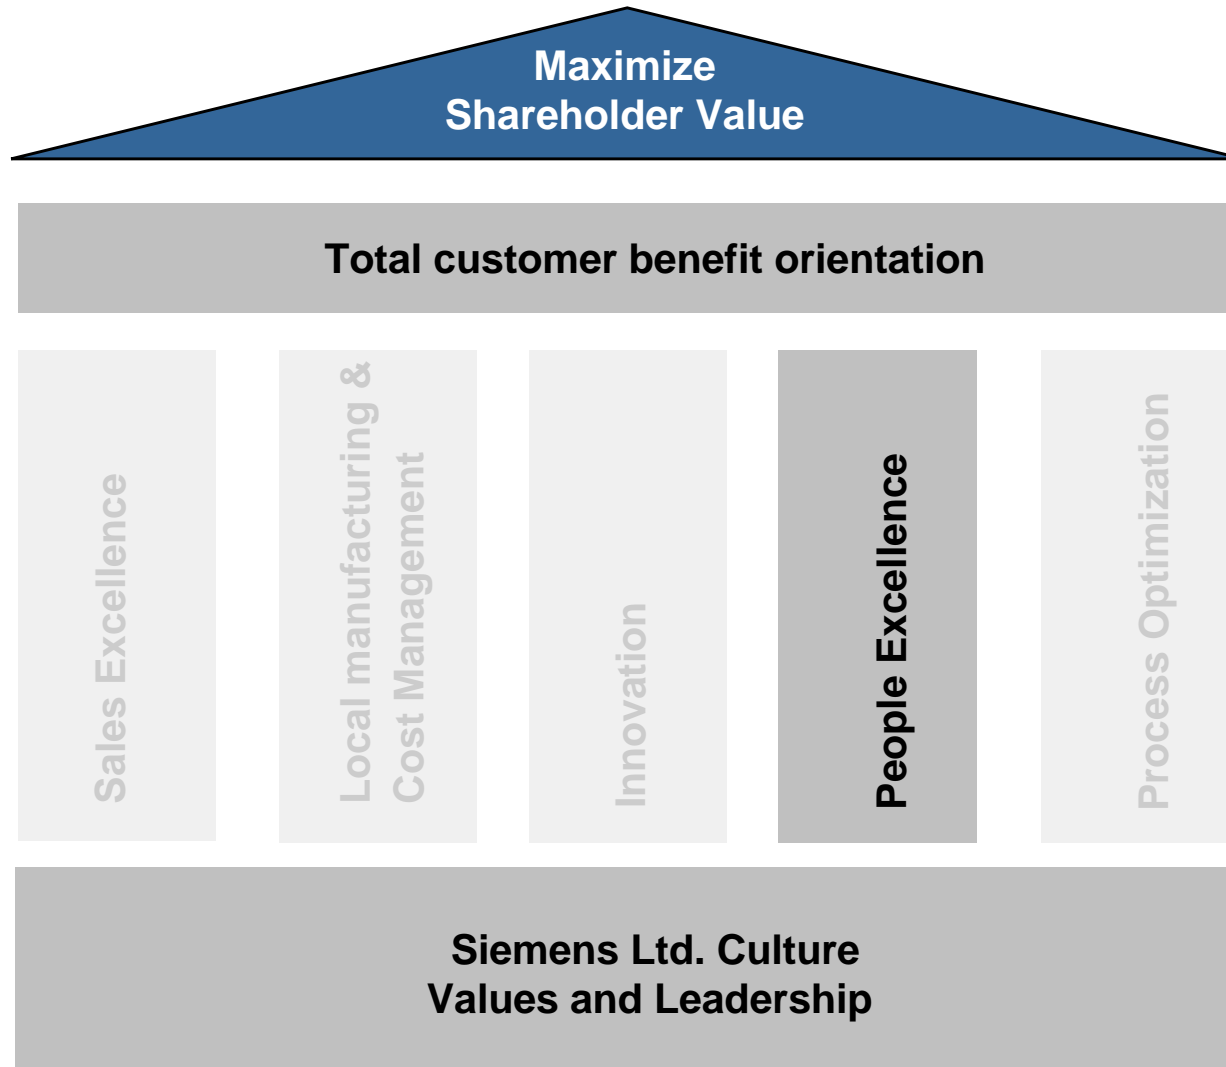 Maximize
Shareholder Value
Total customer benefit orientation
Sales Excellence
Local manufacturing &
Cost Management
Innovation
People Excellence
Process Optimization
Siemens Ltd. Culture
Values and Leadership